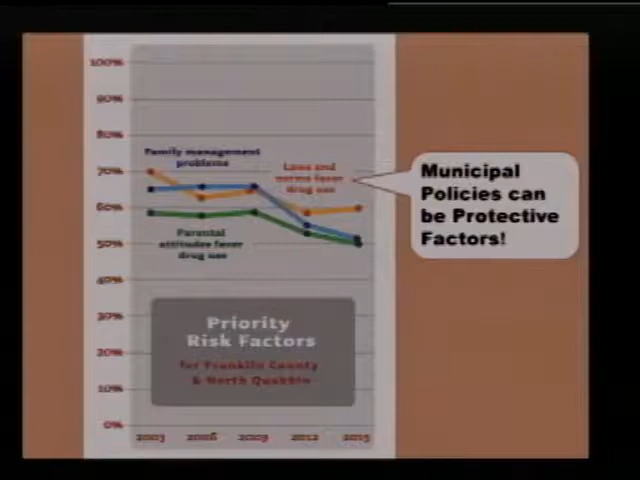 100%
90%
80%
70%
60%
50%
40%
30%
20%
10%
0%
2003
2006
2009
2012
2015
Family management
problems
Laws and
norms favor
drug use
Parental
attitudes favor
drug use
Priority
Risk Factors
for Franklin County
& North Quabbin
Municipal
Policies can
be Protective
Factors!